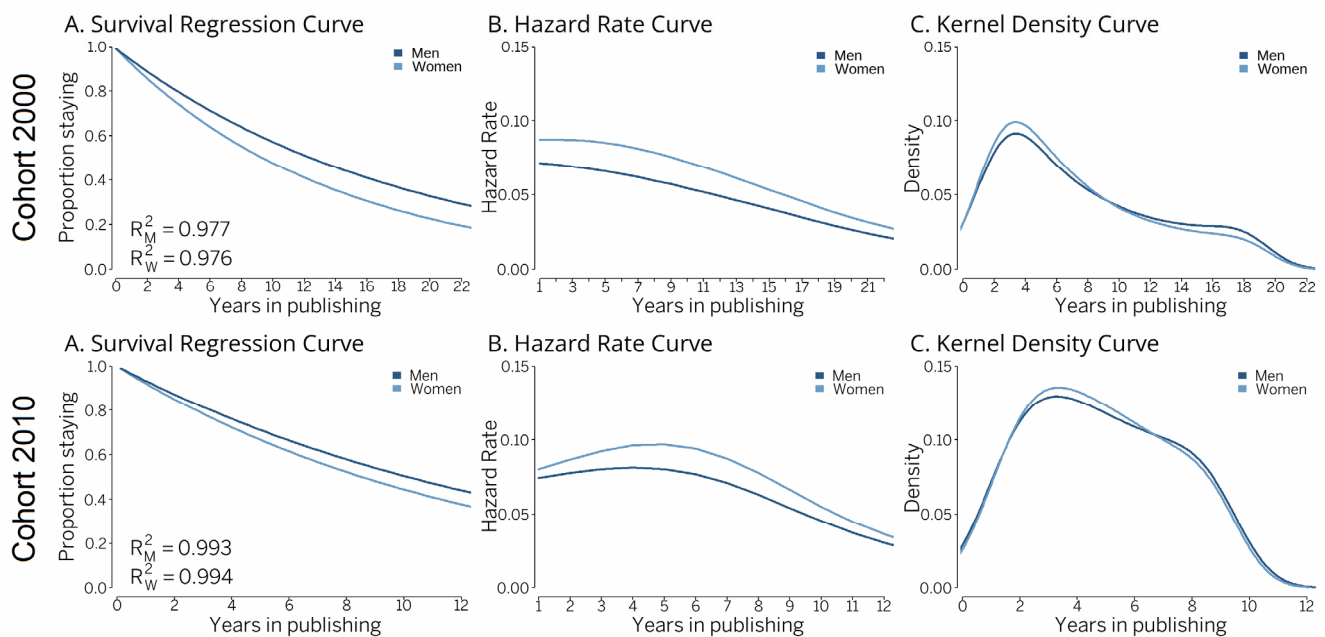 Cohort 2000
A. Survival Regression Curve
Proportion staying
1.0
0.8
0.6
0.4
0.2
0.0
Men
Women
R²M = 0.977
R²W = 0.976
0 2 4 6 8 10 12 14 16 18 20 22
Years in publishing
B. Hazard Rate Curve
Hazard Rate
0.15
0.10
0.05
0.00
Men
Women
1 3 5 7 9 11 13 15 17 19 21
Years in publishing
C. Kernel Density Curve
Density
0.15
0.10
0.05
0.00
Men
Women
0 2 4 6 8 10 12 14 16 18 20 22
Years in publishing
Cohort 2010
A. Survival Regression Curve
Proportion staying
1.0
0.8
0.6
0.4
0.2
0.0
Men
Women
R²M = 0.993
R²W = 0.994
0 2 4 6 8 10 12
Years in publishing
B. Hazard Rate Curve
Hazard Rate
0.15
0.10
0.05
0.00
Men
Women
1 2 3 4 5 6 7 8 9 10 11 12
Years in publishing
C. Kernel Density Curve
Density
0.15
0.10
0.05
0.00
Men
Women
0 2 4 6 8 10 12
Years in publishing